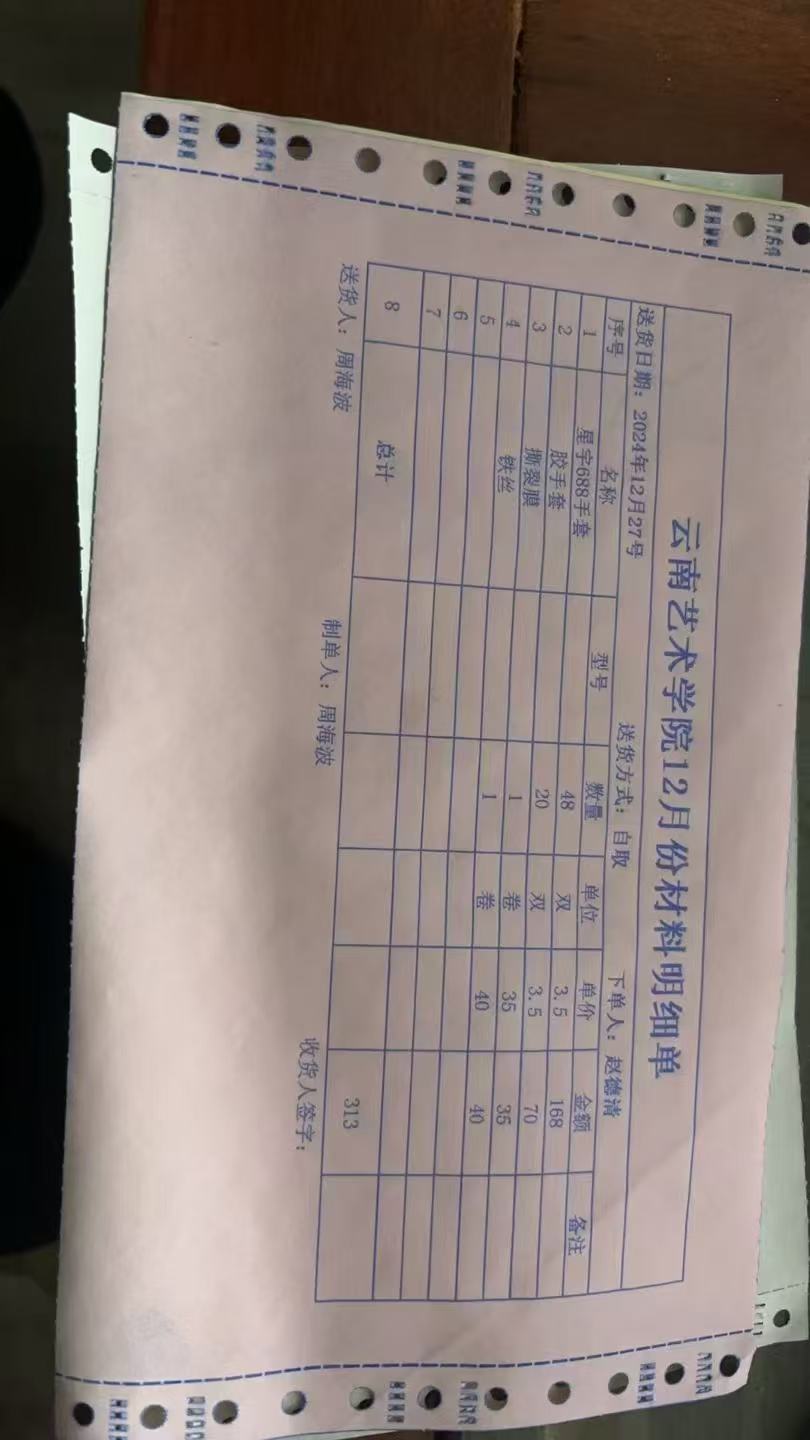 云南艺术学院12月份材料明细单
送货日期：2024年12月27号 送货方式：自取 下单人：赵德清
序号 名称 型号 数量 单位 单价 金额 备注
1 星宇688手套 48 双 3.5 168
2 胶手套 20 双 3.5 70
3 撕裂膜 1 卷 35 35
4 铁丝 1 卷 40 40
5
6
7
8 总计 313
送货人：周海波 制单人：周海波 收货人签字：